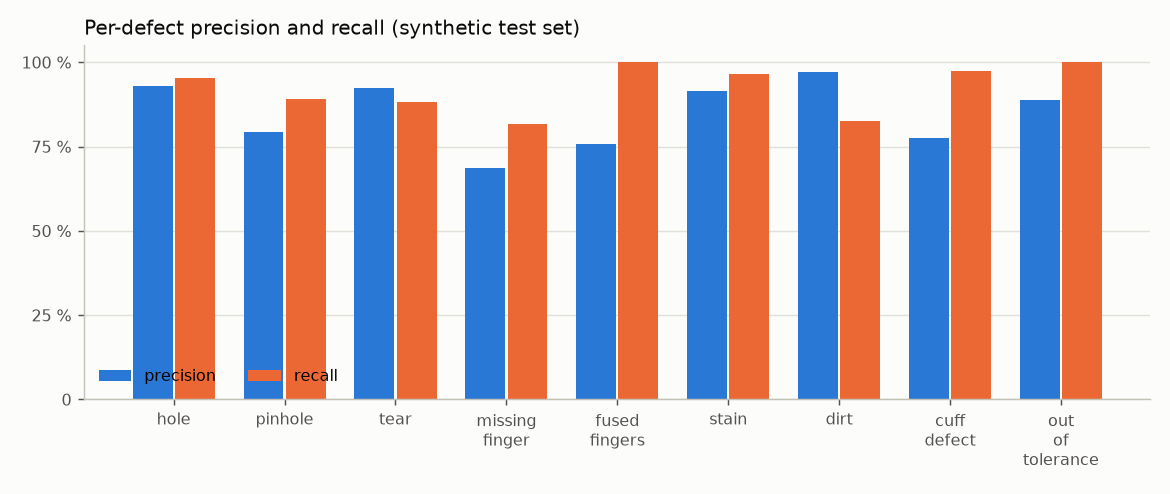 Per-defect precision and recall (synthetic test set)
100 %
75 %
50 %
25 %
0
precision
recall
hole
pinhole
tear
missing
finger
fused
fingers
stain
dirt
cuff
defect
out
of
tolerance